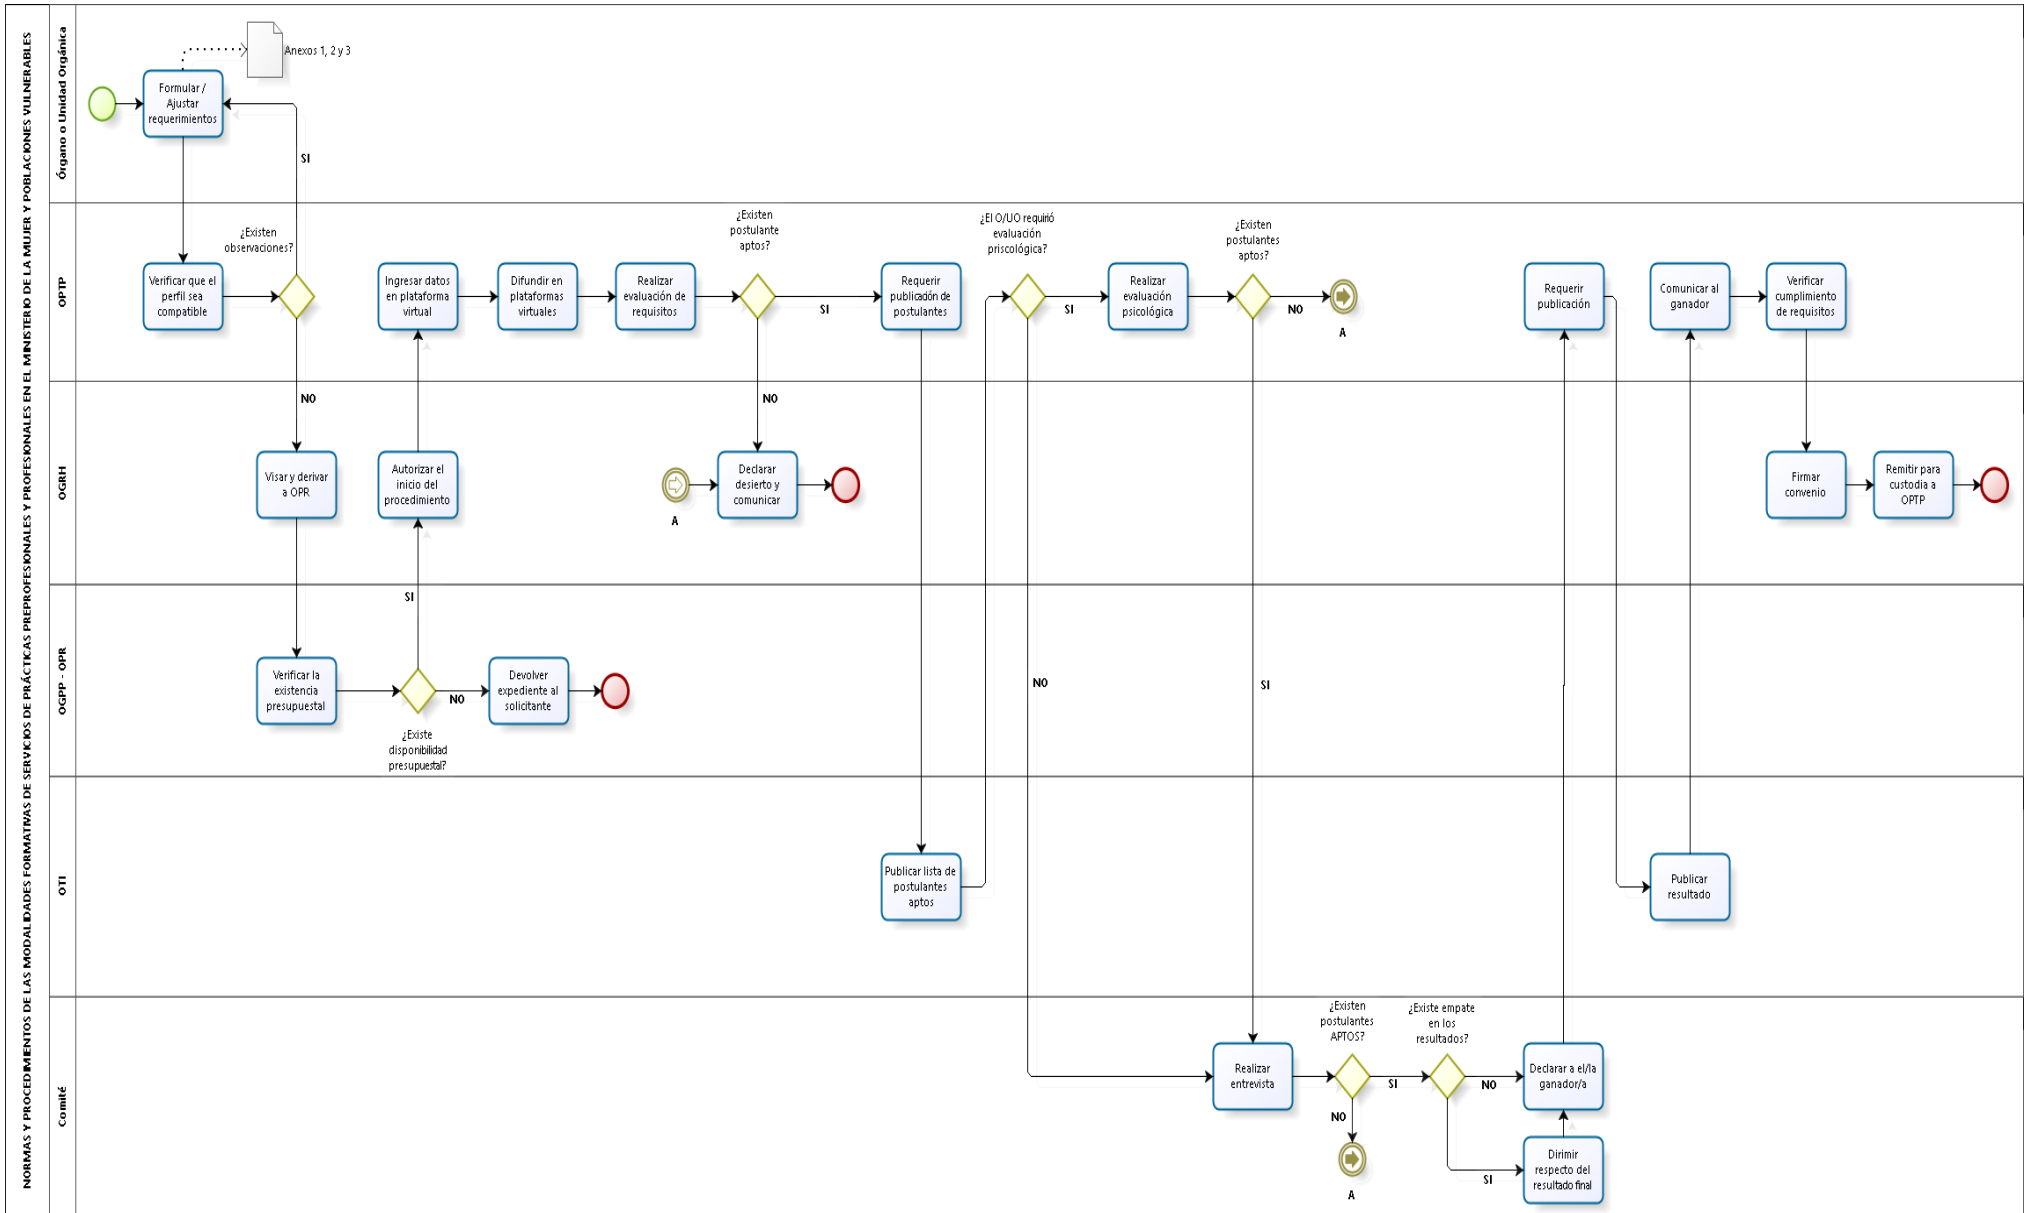 NORMAS Y PROCEDIMIENTOS DE LAS MODALIDADES FORMATIVAS DE SERVICIOS DE PRÁCTICAS PREPROFESIONALES Y PROFESIONALES EN EL MINISTERIO DE LA MUJER Y POBLACIONES VULNERABLES
Órgano o Unidad Orgánica
Anexos 1, 2 y 3
Formular /
Ajustar
requerimientos
SI
OPTP
Verificar que el
perfil sea
compatible
¿Existen
observaciones?
NO
Ingresar datos
en plataforma
virtual
Difundir en
plataformas
virtuales
Realizar
evaluación de
requisitos
¿Existen
postulante
aptos?
SI
NO
Requerir
publicación de
postulantes
¿El O/UO requirió
evaluación
priscológica?
SI
Realizar
evaluación
psicológica
¿Existen
postulantes
aptos?
NO
A
Requerir
publicación
Comunicar al
ganador
Verificar
cumplimiento
de requisitos
OGRH
Visar y derivar
a OPR
Autorizar el
inicio del
procedimiento
A
Declarar
desierto y
comunicar
Firmar
convenio
Remitir para
custodia a
OPTP
OGPP - OPR
Verificar la
existencia
presupuestal
SI
NO
¿Existe
disponibilidad
presupuestal?
Devolver
expediente al
solicitante
NO
SI
OTI
Publicar lista de
postulantes
aptos
Publicar
resultado
Comité
Realizar
entrevista
¿Existen
postulantes
APTOS?
SI
NO
A
¿Existe empate
en los
resultados?
NO
SI
Declarar a el/la
ganador/a
Dirimir
respecto del
resultado final